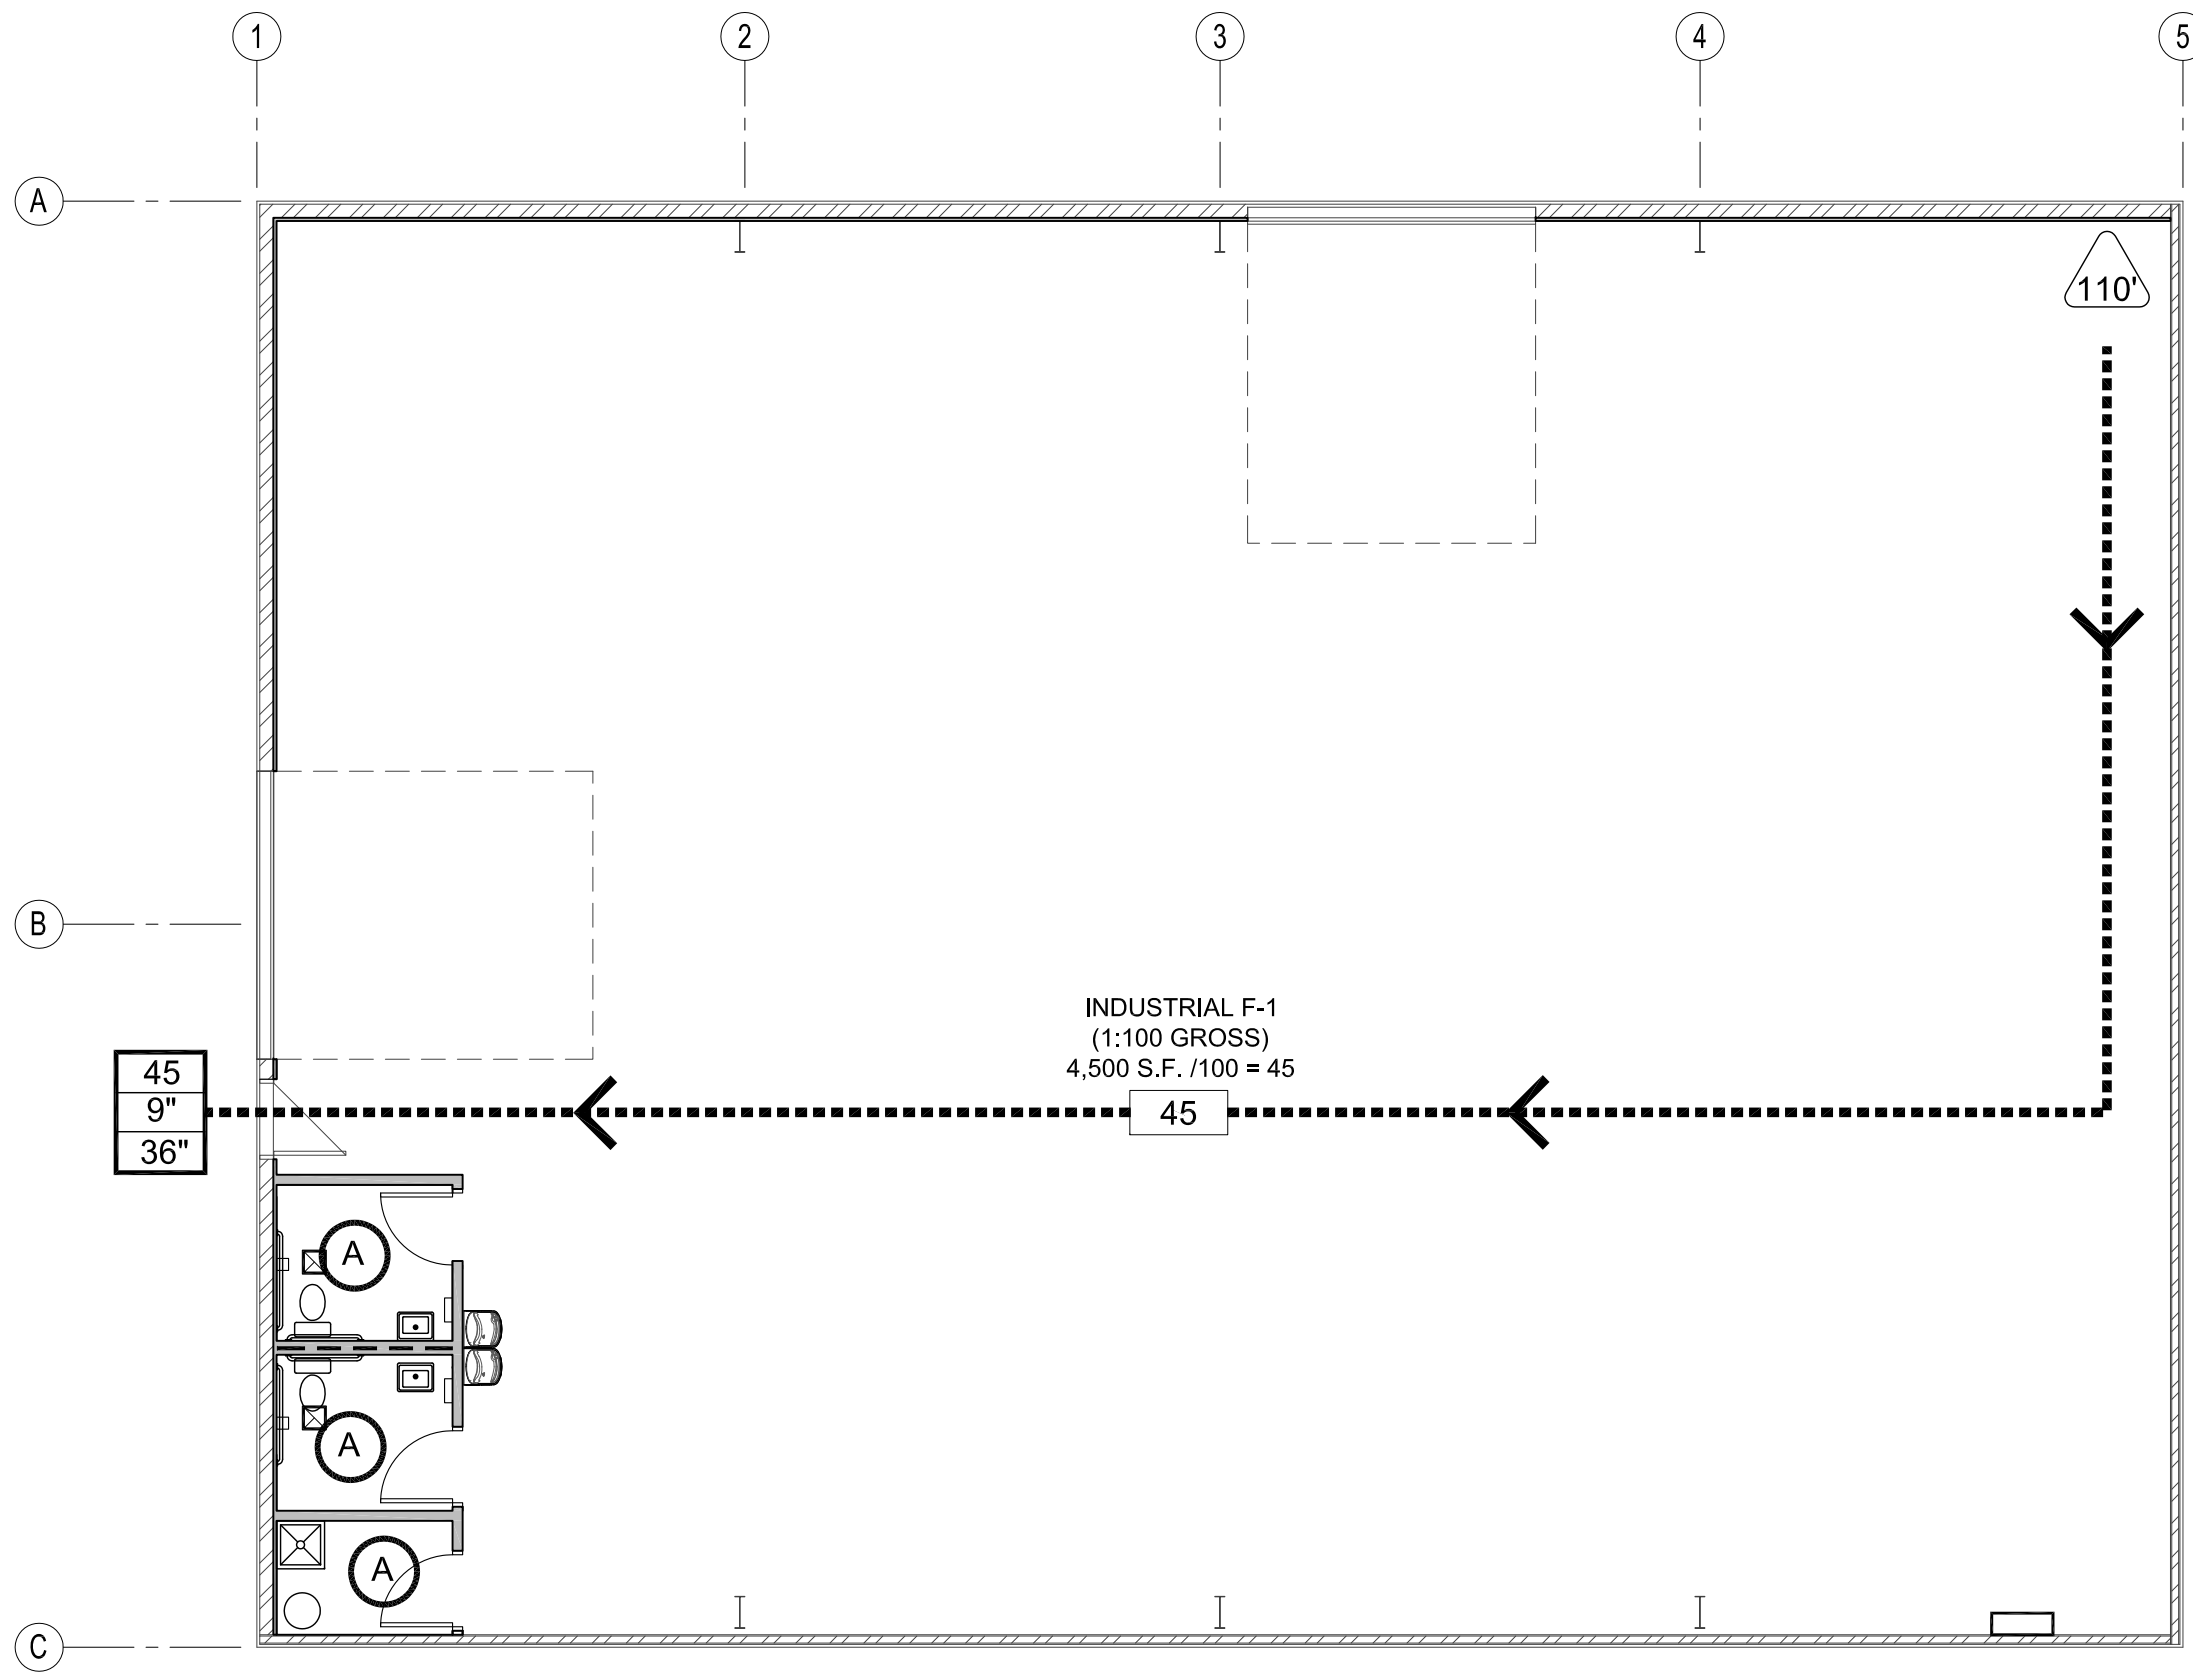 1
2
3
4
5
A
110'
B
INDUSTRIAL F-1
(1:100 GROSS)
4,500 S.F. /100 = 45
45
45
9"
36"
A
A
A
C